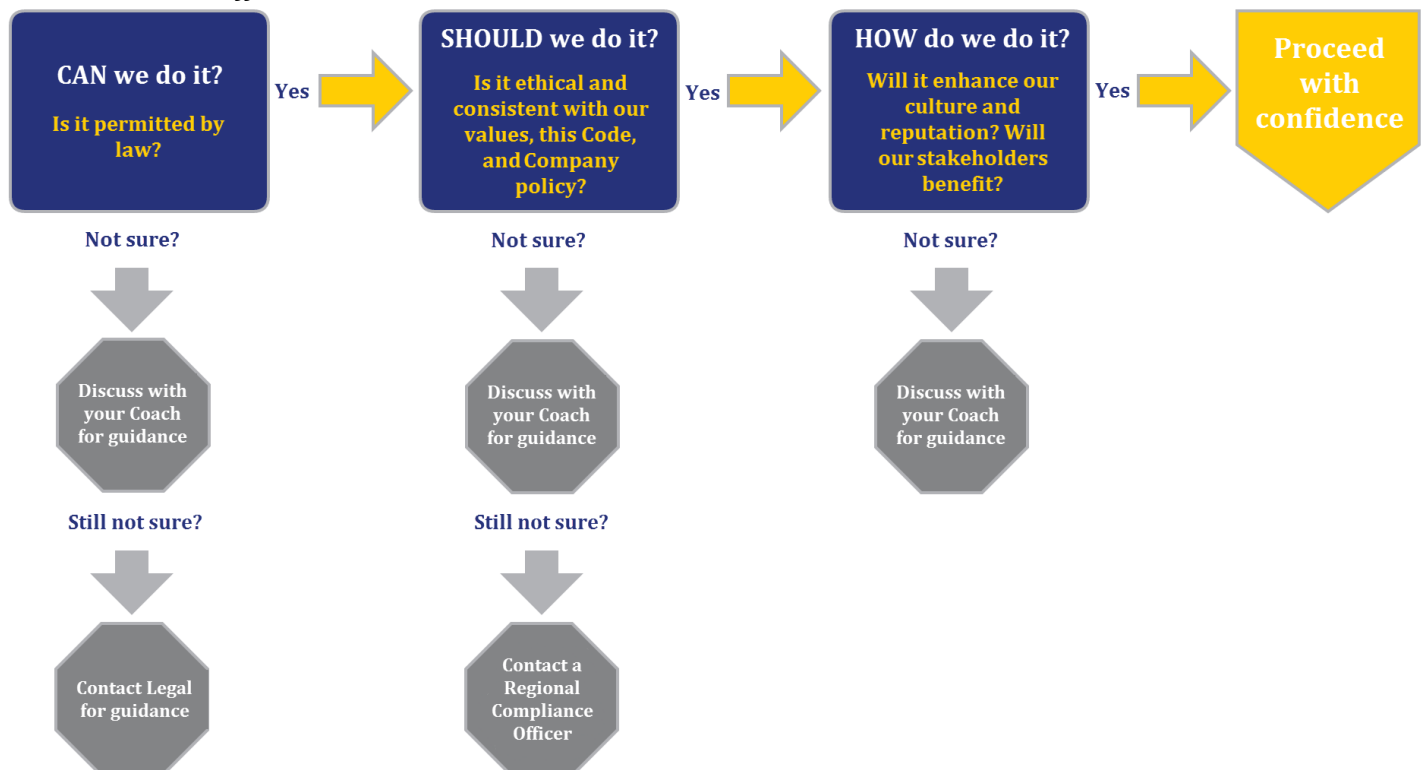 CAN we do it?
Is it permitted by
law?
Yes
SHOULD we do it?
Is it ethical and
consistent with our
values, this Code,
and Company
policy?
Yes
HOW do we do it?
Will it enhance our
culture and
reputation? Will
our stakeholders
benefit?
Yes
Proceed
with
confidence
Not sure?
Not sure?
Not sure?
Discuss with
your Coach
for guidance
Discuss with
your Coach
for guidance
Discuss with
your Coach
for guidance
Still not sure?
Still not sure?
Contact Legal
for guidance
Contact a
Regional
Compliance
Officer